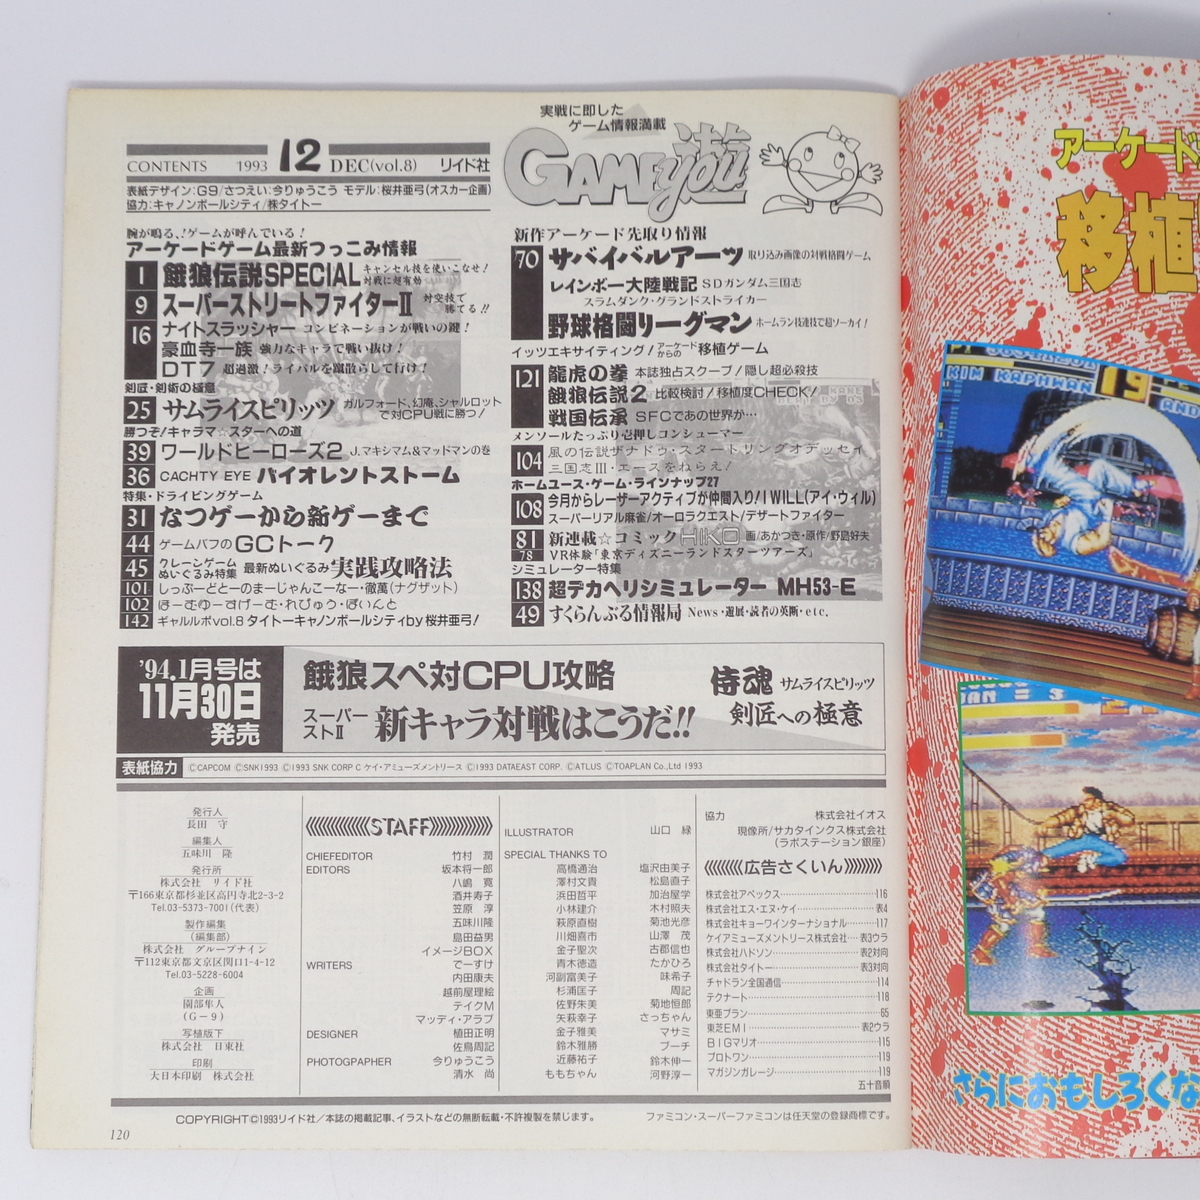 実戦に即した
ゲーム情報満載
GAME遊you
CONTENTS 1993 12 DEC(vol.8) リイド社
表紙デザイン:G9/さつえい:今りゅうこう モデル:桜井亜弓(オスカー企画)
協力:キャノンボールシティ/株タイトー
腕が鳴る、!ゲームが呼んでいる!
アーケードゲーム最新つっこみ情報
1 餓狼伝説SPECIAL キャンセル技を使いこなせ!対戦に超有効
9 スーパーストリートファイターII 対空技で勝てる!!
16 ナイトスラッシャー コンビネーションが戦いの鍵!
豪血寺一族 強力なキャラで戦い抜け!
DT7 超過激!ライバルを蹴散らして行け!
剣匠・剣術の極意
25 サムライスピリッツ ガルフォード、幻庵、シャルロットで対CPU戦に勝つ!
勝つぞ!キャラマ☆スターへの道
39 ワールドヒーローズ2 J.マキシマム&マッドマンの巻
36 CACHTY EYE バイオレントストーム
特集・ドライビングゲーム
31 なつゲーから新ゲーまで
44 ゲームバフのGCトーク
45 クレーンゲームぬいぐるみ特集 最新ぬいぐるみ実践攻略法
101 しっぷーどとーのまーじゃんこーなー・徹萬(ナグザット)
102 ほーむゆーすげーむ・れびゅう・ぽいんと
142 ギャルルポvol.8 タイトーキャノンボールシティby桜井亜弓!
新作アーケード先取り情報
70 サバイバルアーツ 取り込み画像の対戦格闘ゲーム
レインボー大陸戦記 SDガンダム三国志
スラムダンク・グランドストライカー
野球格闘リーグマン ホームラン技連技で超ソーカイ!
イッツエキサイティング!アーケードからの移植ゲーム
121 龍虎の拳 本誌独占スクープ!隠し超必殺技
餓狼伝説2 比較検討!移植度CHECK!
戦国伝承 SFCであの世界が…
メンソールたっぷり壱押しコンシューマー
104 風の伝説ザナドゥ・スタートリングオデッセイ
三国志III・エースをねらえ!
ホームユース・ゲーム・ラインナップ27
108 今月からレーザーアクティブが仲間入り!I WILL(アイ・ウィル)
スーパーリアル麻雀/オーロラクエスト/デザートファイター
81 新連載☆コミックHIKO 画/あかつき・原作/野島好夫
78 VR体験「東京ディズニーランドスターツアーズ」
シミュレーター特集
138 超デカヘリシミュレーター MH53-E
49 すくらんぶる情報局 News・遊展・読者の英断・etc.
'94.1月号は
11月30日
発売
餓狼スペ対CPU攻略
スーパーストII 新キャラ対戦はこうだ!!
侍魂 サムライスピリッツ
剣匠への極意
表紙協力 ©CAPCOM ©SNK1993 ©1993 SNK CORP C ケイ・アミューズメントリース ©1993 DATAEAST CORP. ©ATLUS ©TOAPLAN Co.,Ltd 1993
発行人
長田 守
編集人
五味川 隆
発行所
株式会社 リイド社
〒166東京都杉並区高円寺北2-3-2
Tel.03-5373-7001(代表)
製作編集
(編集部)
株式会社 グループナイン
〒112東京都文京区関口1-4-12
Tel.03-5228-6004
企画
園部隼人
(G-9)
写植版下
株式会社 日東社
印刷
大日本印刷 株式会社
STAFF
CHIEFEDITOR 竹村 潤
EDITORS 坂本将一郎
八嶋 寛
酒井寿子
笠原 淳
五味川隆
島田益男
イメージBOX
WRITERS でーすけ
内田康夫
越前屋理絵
テイクM
マッディ・アラブ
DESIGNER 植田正明
佐鳥周記
PHOTOGRAPHER 今りゅうこう
清水 尚
ILLUSTRATOR 山口 緑
SPECIAL THANKS TO
高橋通治 塩沢由美子
澤村文貴 松島直子
浜田哲平 加治屋学
小林建介 木村照夫
萩原直樹 菊池光彦
川畑喜市 山澤 茂
金子聖次 古郡信也
青木徳造 たかひろ
河副富美子 味希子
杉浦匡子 周記
佐野朱美 菊地恒郎
矢萩幸子 さっちゃん
金子雅美 マサミ
鈴木雅勝 プーチ
近藤祐子 鈴木伸一
ももちゃん 河野淳一
協力 株式会社イオス
現像所/サカタインクス株式会社
(ラボステーション銀座)
広告さくいん
株式会社アペックス 116
株式会社エス・エヌ・ケイ 表4
株式会社キョーワインターナショナル 117
ケイアミューズメントリース株式会社 表3ウラ
株式会社ハドソン 表2対向
株式会社タイトー 表3対向
チャドラン全国通信 114
テクナート 118
東亜プラン 65
東芝EMI 表2ウラ
BIGマリオ 115
プロトワン 119
マガジンガレージ 119
五十音順
COPYRIGHT©1993リイド社/本誌の掲載記事、イラストなどの無断転載・不許複製を禁じます。
ファミコン・スーパーファミコンは任天堂の登録商標です。
120
アーケード
移植
KIM KAPHWAN 19
さらにおもしろくな